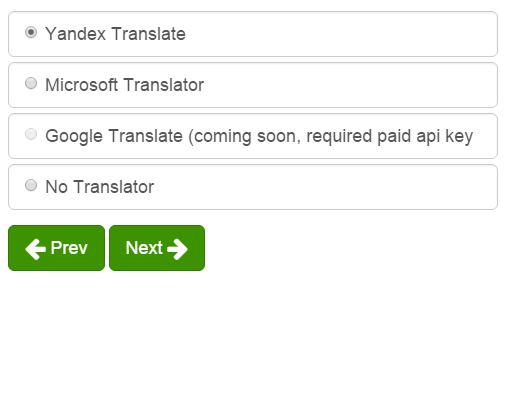 Yandex Translate
Microsoft Translator
Google Translate (coming soon, required paid api key
No Translator
Prev Next